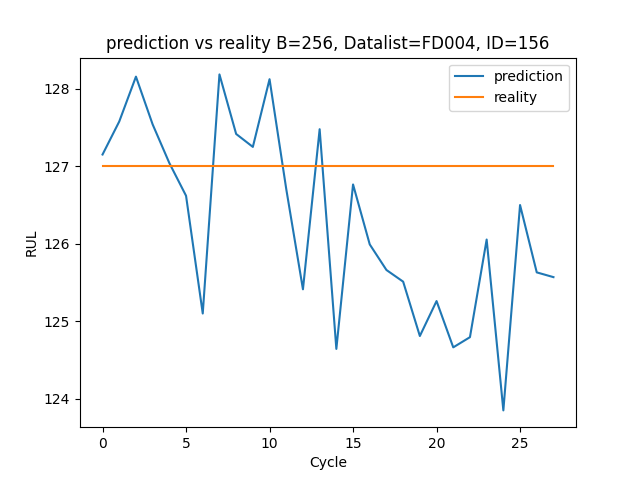 prediction vs reality B=256, Datalist=FD004, ID=156
prediction
reality
128
127
126
125
124
RUL
0 5 10 15 20 25
Cycle